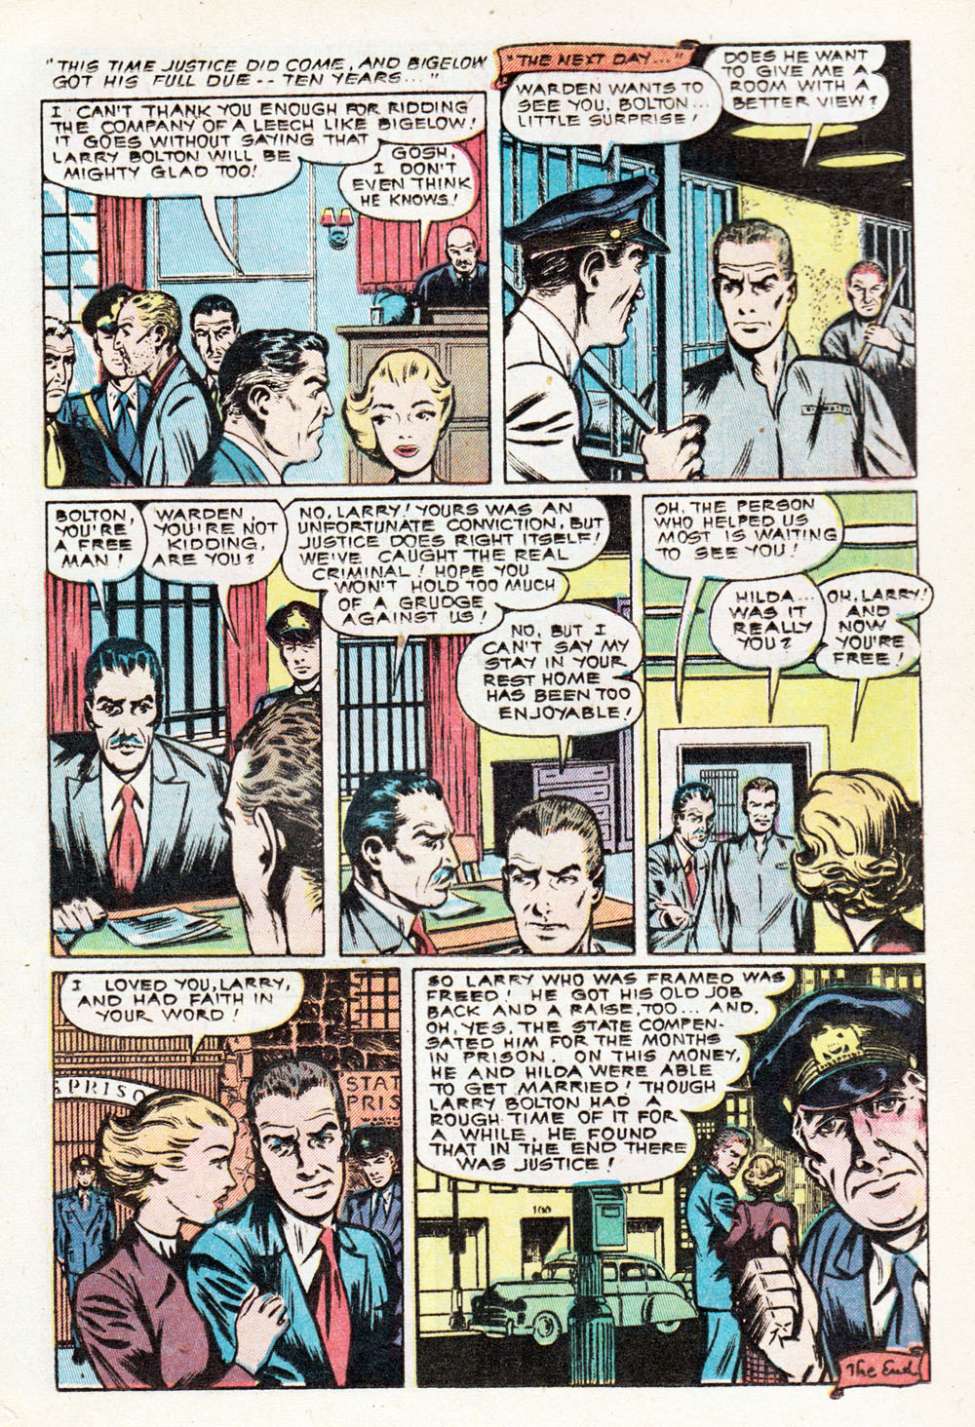 "THIS TIME JUSTICE DID COME, AND BIGELOW
GOT HIS FULL DUE -- TEN YEARS..."
I CAN'T THANK YOU ENOUGH FOR RIDDING
THE COMPANY OF A LEECH LIKE BIGELOW!
IT GOES WITHOUT SAYING THAT
LARRY BOLTON WILL BE
MIGHTY GLAD TOO!
GOSH,
I DON'T
EVEN THINK
HE KNOWS!
"THE NEXT DAY..."
WARDEN WANTS TO
SEE YOU, BOLTON...
LITTLE SURPRISE!
DOES HE WANT
TO GIVE ME A
ROOM WITH A
BETTER VIEW?
BOLTON,
YOU'RE
A FREE
MAN!
WARDEN,
YOU'RE NOT
KIDDING,
ARE YOU?
NO, LARRY! YOURS WAS AN
UNFORTUNATE CONVICTION, BUT
JUSTICE DOES RIGHT ITSELF!
WE'VE CAUGHT THE REAL
CRIMINAL! HOPE YOU
WON'T HOLD TOO MUCH
OF A GRUDGE
AGAINST US!
NO, BUT I
CAN'T SAY MY
STAY IN YOUR
REST HOME
HAS BEEN TOO
ENJOYABLE!
OH, THE PERSON
WHO HELPED US
MOST IS WAITING
TO SEE YOU!
HILDA...
WAS IT
REALLY
YOU?
OH, LARRY!
AND
NOW
YOU'RE
FREE!
I LOVED YOU, LARRY,
AND HAD FAITH IN
YOUR WORD!
SPRISO
STAT
PRIS
SO LARRY WHO WAS FRAMED WAS
FREED! HE GOT HIS OLD JOB
BACK AND A RAISE, TOO... AND,
OH, YES, THE STATE COMPEN-
SATED HIM FOR THE MONTHS
IN PRISON. ON THIS MONEY,
HE AND HILDA WERE ABLE
TO GET MARRIED! THOUGH
LARRY BOLTON HAD A
ROUGH TIME OF IT FOR
A WHILE, HE FOUND
THAT IN THE END THERE
WAS JUSTICE!
100
The End